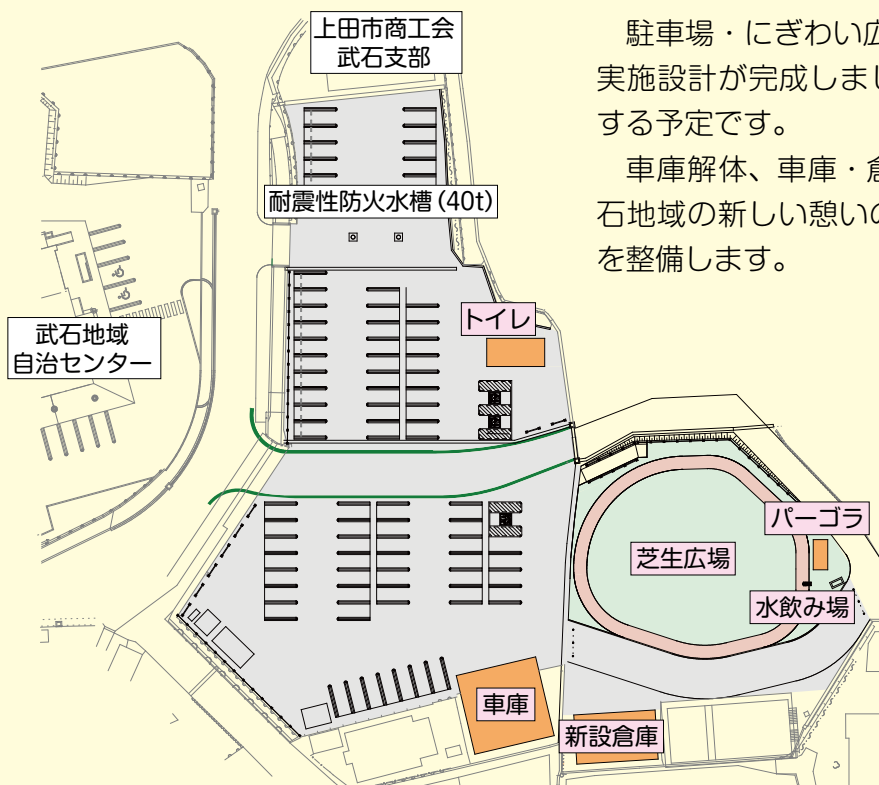 上田市商工会
武石支部
駐車場・にぎわい広
実施設計が完成しまし
する予定です。
車庫解体、車庫・倉
石地域の新しい憩いの
を整備します。
耐震性防火水槽(40t)
トイレ
武石地域
自治センター
パーゴラ
芝生広場
水飲み場
車庫
新設倉庫